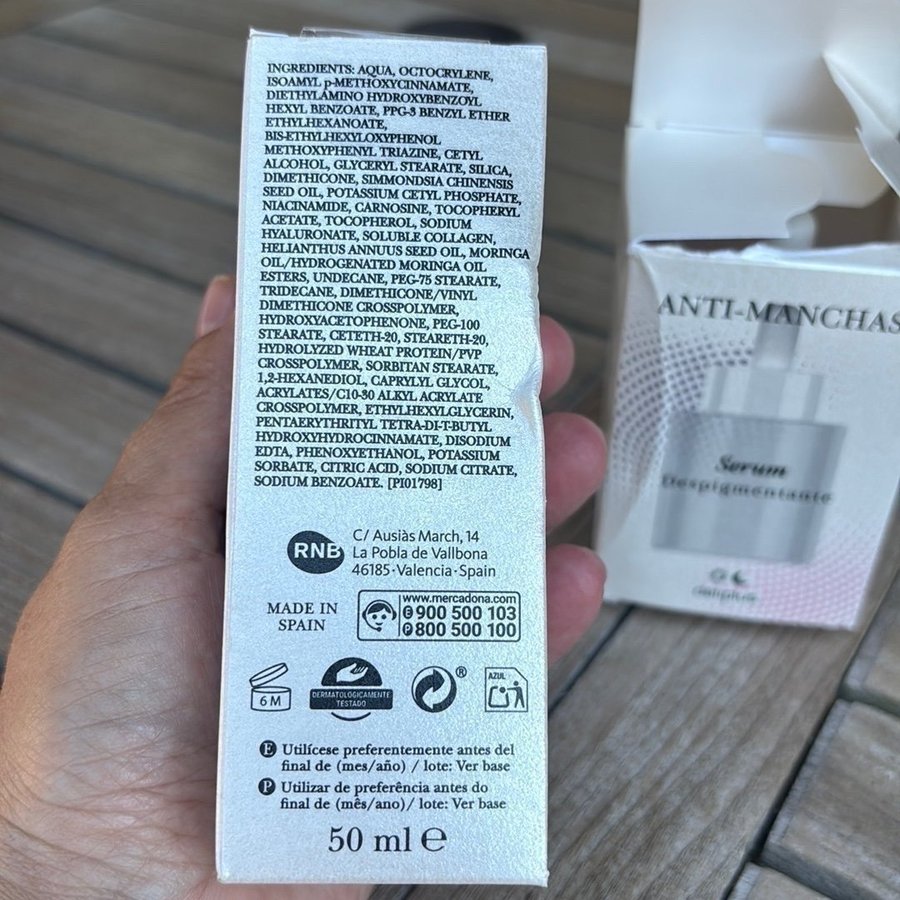 INGREDIENTS: AQUA, OCTOCRYLENE,
ISOAMYL p-METHOXYCINNAMATE,
DIETHYLAMINO HYDROXYBENZOYL
HEXYL BENZOATE, PPG-3 BENZYL ETHER
ETHYLHEXANOATE,
BIS-ETHYLHEXYLOXYPHENOL
METHOXYPHENYL TRIAZINE, CETYL
ALCOHOL, GLYCERYL STEARATE, SILICA,
DIMETHICONE, SIMMONDSIA CHINENSIS
SEED OIL, POTASSIUM CETYL PHOSPHATE,
NIACINAMIDE, CARNOSINE, TOCOPHERYL
ACETATE, TOCOPHEROL, SODIUM
HYALURONATE, SOLUBLE COLLAGEN,
HELIANTHUS ANNUUS SEED OIL, MORINGA
OIL/HYDROGENATED MORINGA OIL
ESTERS, UNDECANE, PEG-75 STEARATE,
TRIDECANE, DIMETHICONE/VINYL
DIMETHICONE CROSSPOLYMER,
HYDROXYACETOPHENONE, PEG-100
STEARATE, CETETH-20, STEARETH-20,
HYDROLYZED WHEAT PROTEIN/PVP
CROSSPOLYMER, SORBITAN STEARATE,
1,2-HEXANEDIOL, CAPRYLYL GLYCOL,
ACRYLATES/C10-30 ALKYL ACRYLATE
CROSSPOLYMER, ETHYLHEXYLGLYCERIN,
PENTAERYTHRITYL TETRA-DI-T-BUTYL
HYDROXYHYDROCINNAMATE, DISODIUM
EDTA, PHENOXYETHANOL, POTASSIUM
SORBATE, CITRIC ACID, SODIUM CITRATE,
SODIUM BENZOATE. [PI01798]
RNB
C/ Ausiàs March, 14
La Pobla de Vallbona
46185·Valencia·Spain
MADE IN
SPAIN
www.mercadona.com
E 900 500 103
P 800 500 100
6 M
DERMATOLÓGICAMENTE
TESTADO
®
AZUL
E Utilícese preferentemente antes del
final de (mes/año) / lote: Ver base
P Utilizar de preferência antes do
final de (mês/ano) / lote: Ver base
50 ml e
ANTI-MANCHAS
Serum
Despigmentante
deliplus